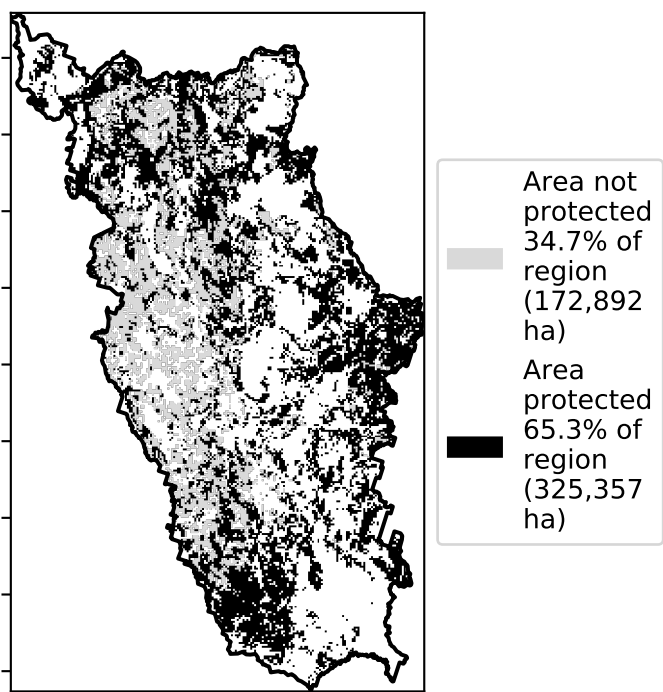 Area not
protected
34.7% of
region
(172,892
ha)
Area
protected
65.3% of
region
(325,357
ha)